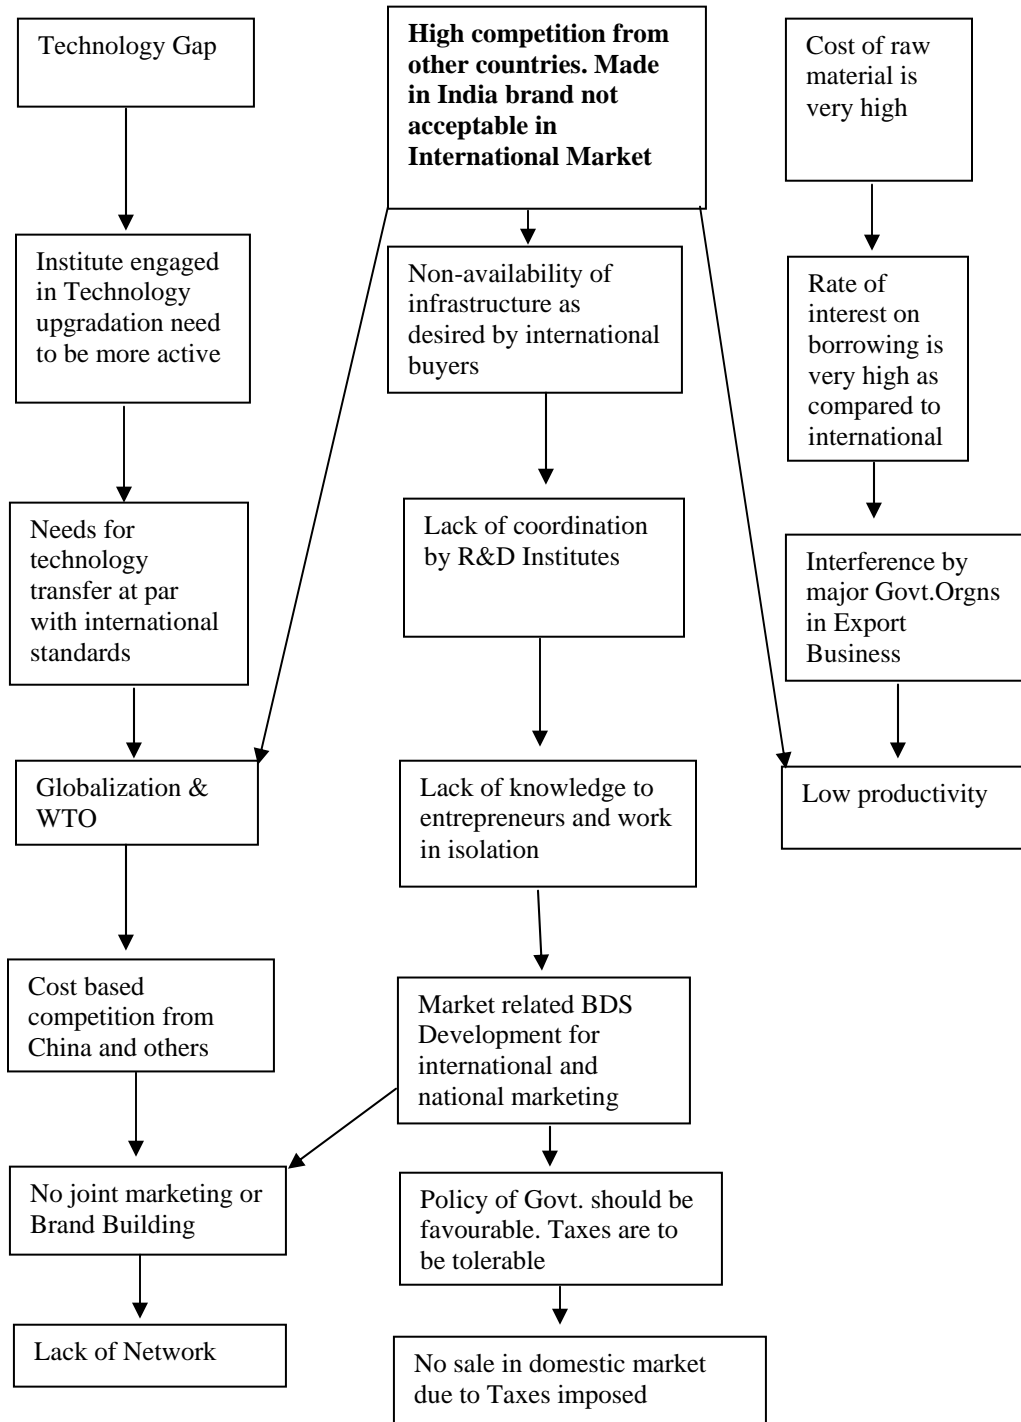 Technology Gap
High competition from
other countries. Made
in India brand not
acceptable in
International Market
Cost of raw
material is
very high
Institute engaged
in Technology
upgradation need
to be more active
Non-availability of
infrastructure as
desired by international
buyers
Rate of
interest on
borrowing is
very high as
compared to
international
Needs for
technology
transfer at par
with international
standards
Lack of coordination
by R&D Institutes
Interference by
major Govt.Orgns
in Export
Business
Globalization &
WTO
Lack of knowledge to
entrepreneurs and work
in isolation
Low productivity
Cost based
competition from
China and others
Market related BDS
Development for
international and
national marketing
No joint marketing or
Brand Building
Policy of Govt. should be
favourable. Taxes are to
be tolerable
Lack of Network
No sale in domestic market
due to Taxes imposed